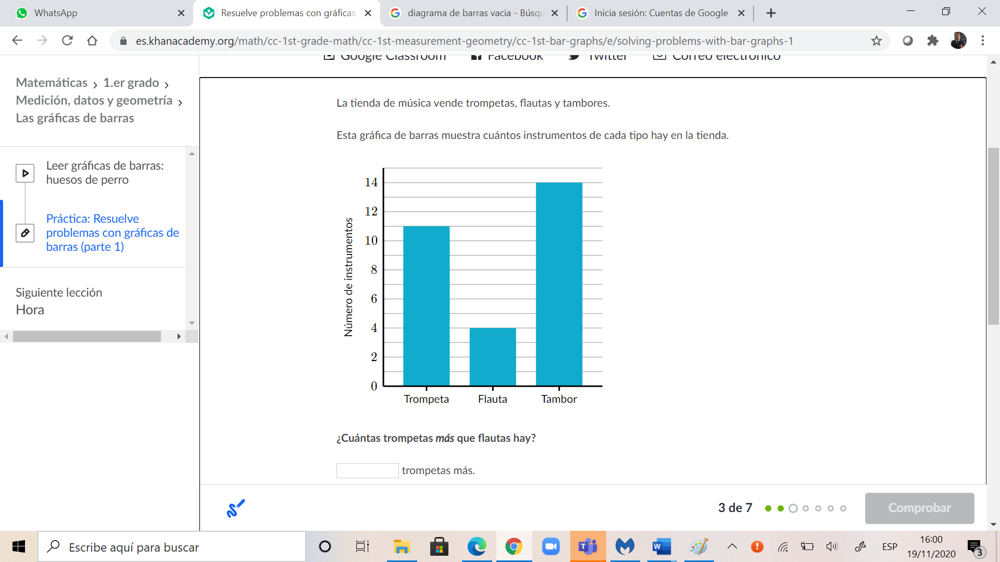 WhatsApp
Resuelve problemas con gráficas
diagrama de barras vacia - Búsqu
Inicia sesión: Cuentas de Google
es.khanacademy.org/math/cc-1st-grade-math/cc-1st-measurement-geometry/cc-1st-bar-graphs/e/solving-problems-with-bar-graphs-1
Google Classroom Facebook Twitter Correo electrónico
Matemáticas > 1.er grado >
Medición, datos y geometría >
Las gráficas de barras
Leer gráficas de barras:
huesos de perro
Práctica: Resuelve
problemas con gráficas de
barras (parte 1)
Siguiente lección
Hora
La tienda de música vende trompetas, flautas y tambores.
Esta gráfica de barras muestra cuántos instrumentos de cada tipo hay en la tienda.
Número de instrumentos
14
12
10
8
6
4
2
0
Trompeta Flauta Tambor
¿Cuántas trompetas más que flautas hay?
trompetas más.
3 de 7
Comprobar
Escribe aquí para buscar
ESP
16:00
19/11/2020
3